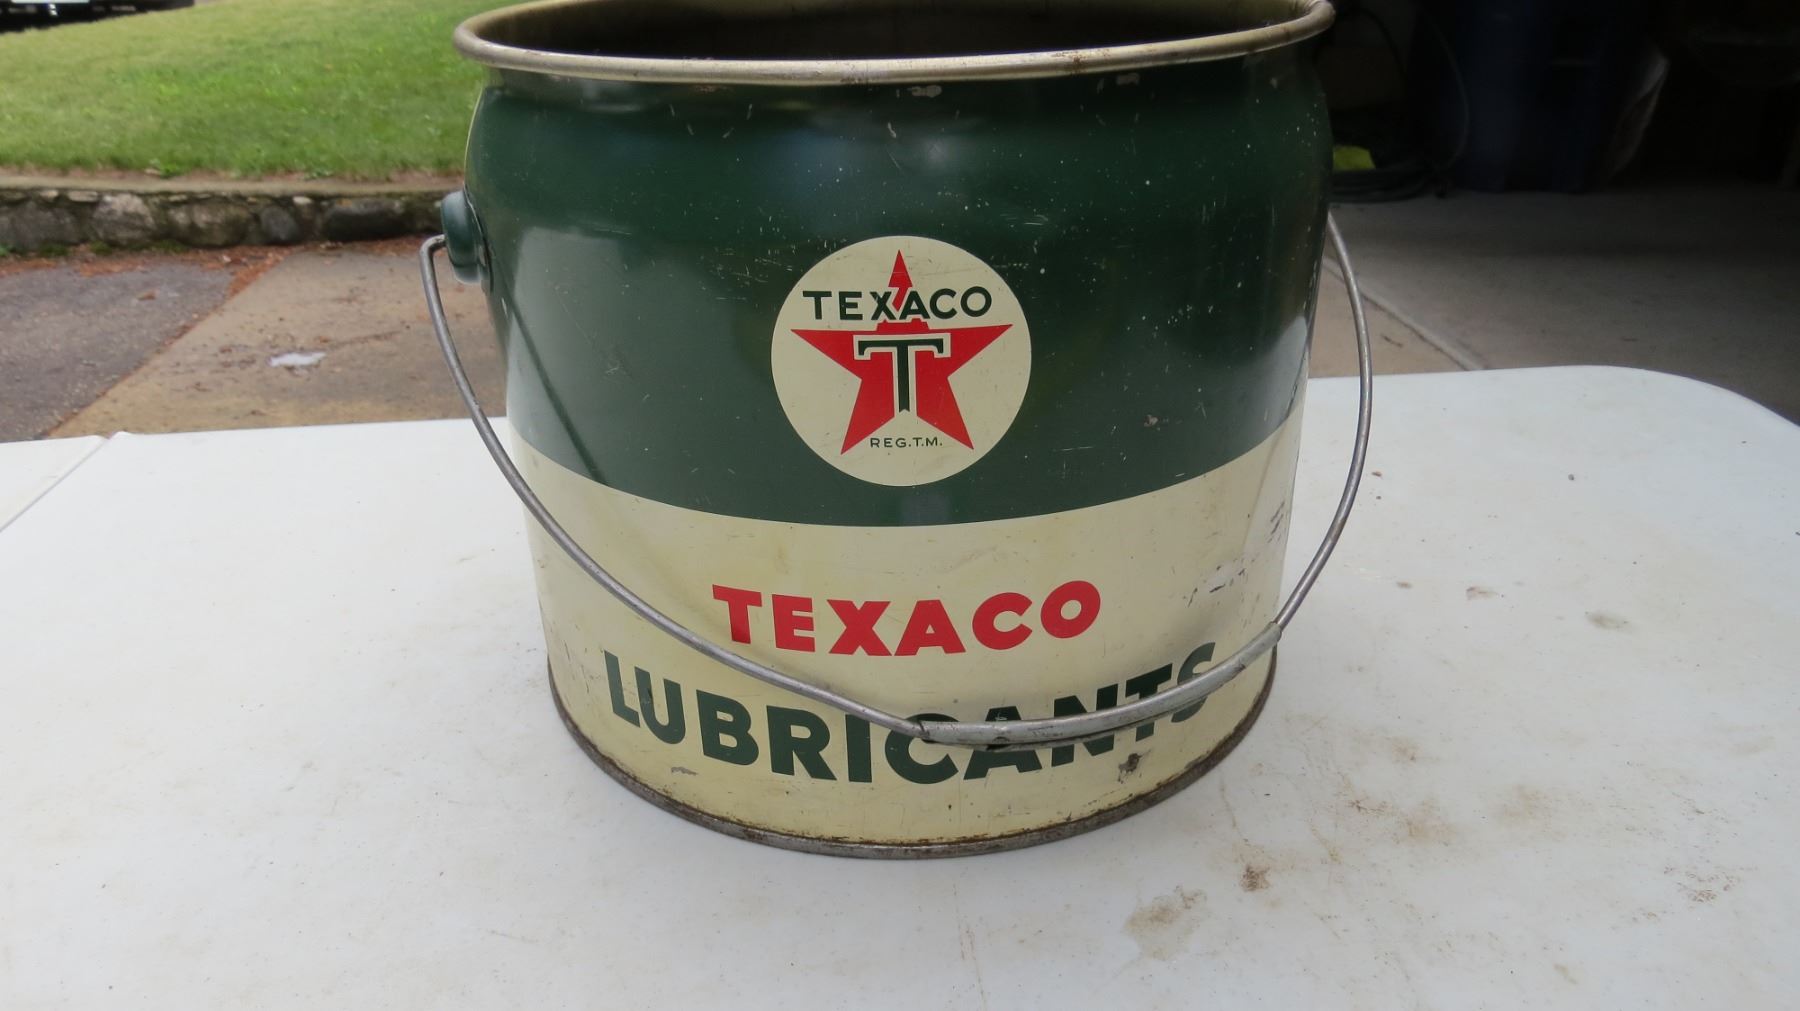 TEXACO
T
REG.T.M.
TEXACO
LUBRICANTS